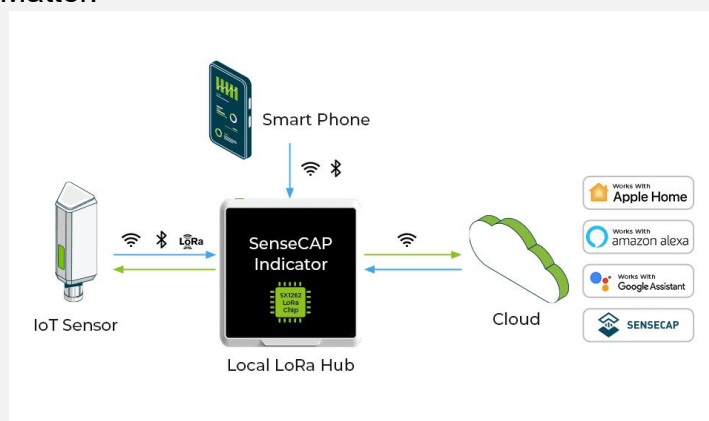 Smart Phone
LoRa
SenseCAP
Indicator
SX1262
LoRa
Chip
IoT Sensor
Local LoRa Hub
Cloud
Works With
Apple Home
Works With
amazon alexa
Works With
Google Assistant
SENSECAP